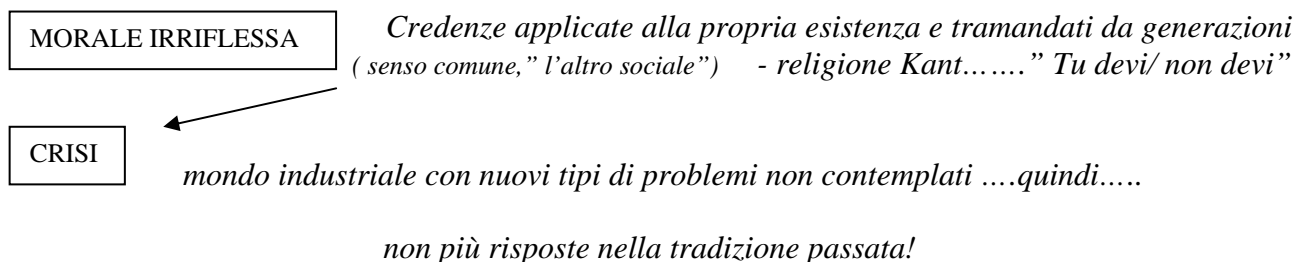 MORALE IRRIFLESSA Credenze applicate alla propria esistenza e tramandati da generazioni
( senso comune,” l’altro sociale”) - religione Kant…….” Tu devi/ non devi”
CRISI
mondo industriale con nuovi tipi di problemi non contemplati ….quindi…..
non più risposte nella tradizione passata!